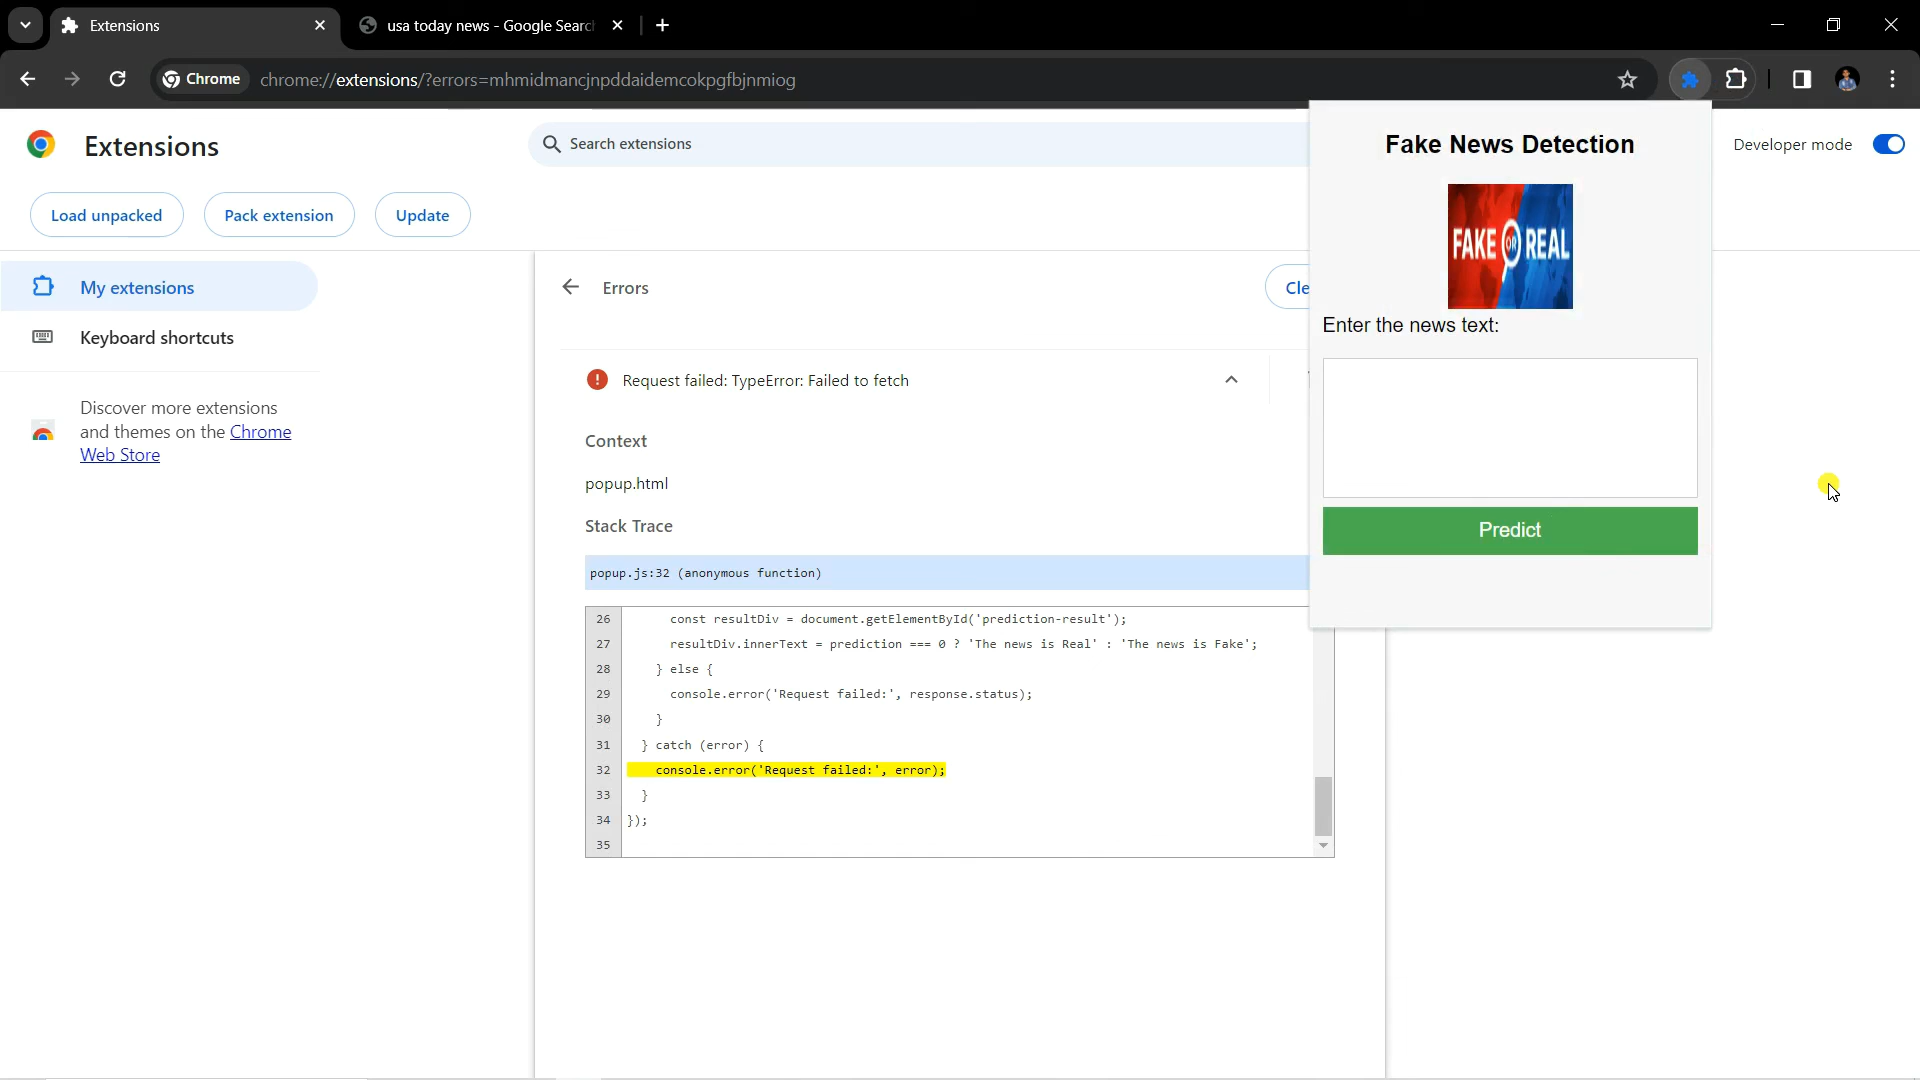 Extensions
usa today news - Google Searc
Chrome
chrome://extensions/?errors=mhmidmancjnpddaidemcokpgfbjnmiog
Extensions
Search extensions
Developer mode
Load unpacked
Pack extension
Update
My extensions
Keyboard shortcuts
Discover more extensions
and themes on the Chrome
Web Store
Errors
Cle
Request failed: TypeError: Failed to fetch
Context
popup.html
Stack Trace
popup.js:32 (anonymous function)
26 const resultDiv = document.getElementById('prediction-result');
27 resultDiv.innerText = prediction === 0 ? 'The news is Real' : 'The news is Fake';
28 } else {
29 console.error('Request failed:', response.status);
30 }
31 } catch (error) {
32 console.error('Request failed:', error);
33 }
34 });
35
Fake News Detection
FAKE OR REAL
Enter the news text:
Predict